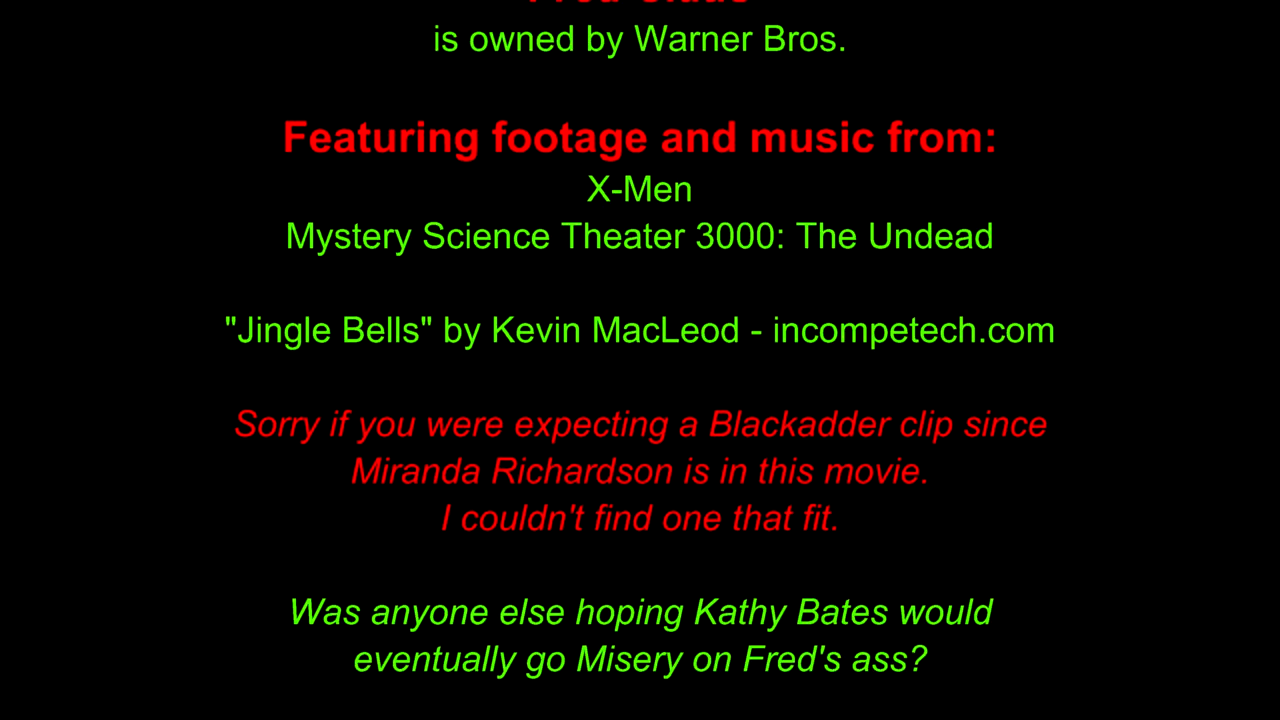 Fred Claus
is owned by Warner Bros.
Featuring footage and music from:
X-Men
Mystery Science Theater 3000: The Undead
"Jingle Bells" by Kevin MacLeod - incompetech.com
Sorry if you were expecting a Blackadder clip since
Miranda Richardson is in this movie.
I couldn't find one that fit.
Was anyone else hoping Kathy Bates would
eventually go Misery on Fred's ass?